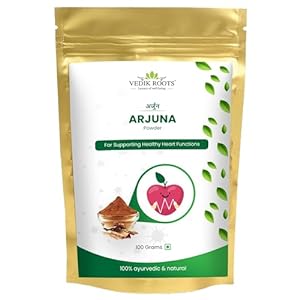 VEDIK ROOTS
अर्जुन
ARJUNA
Powder
For Supporting Healthy Heart Functions
100 Grams
100% ayurvedic & natural